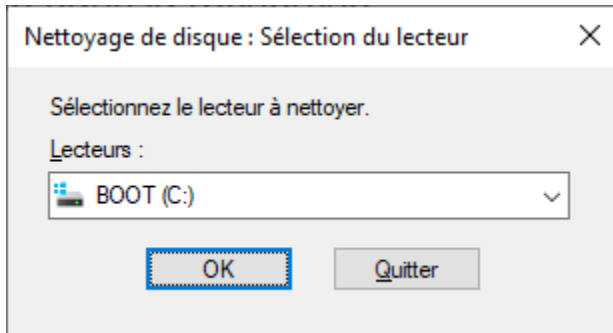 Nettoyage de disque : Sélection du lecteur
Sélectionnez le lecteur à nettoyer.
Lecteurs :
BOOT (C:)
OK
Quitter